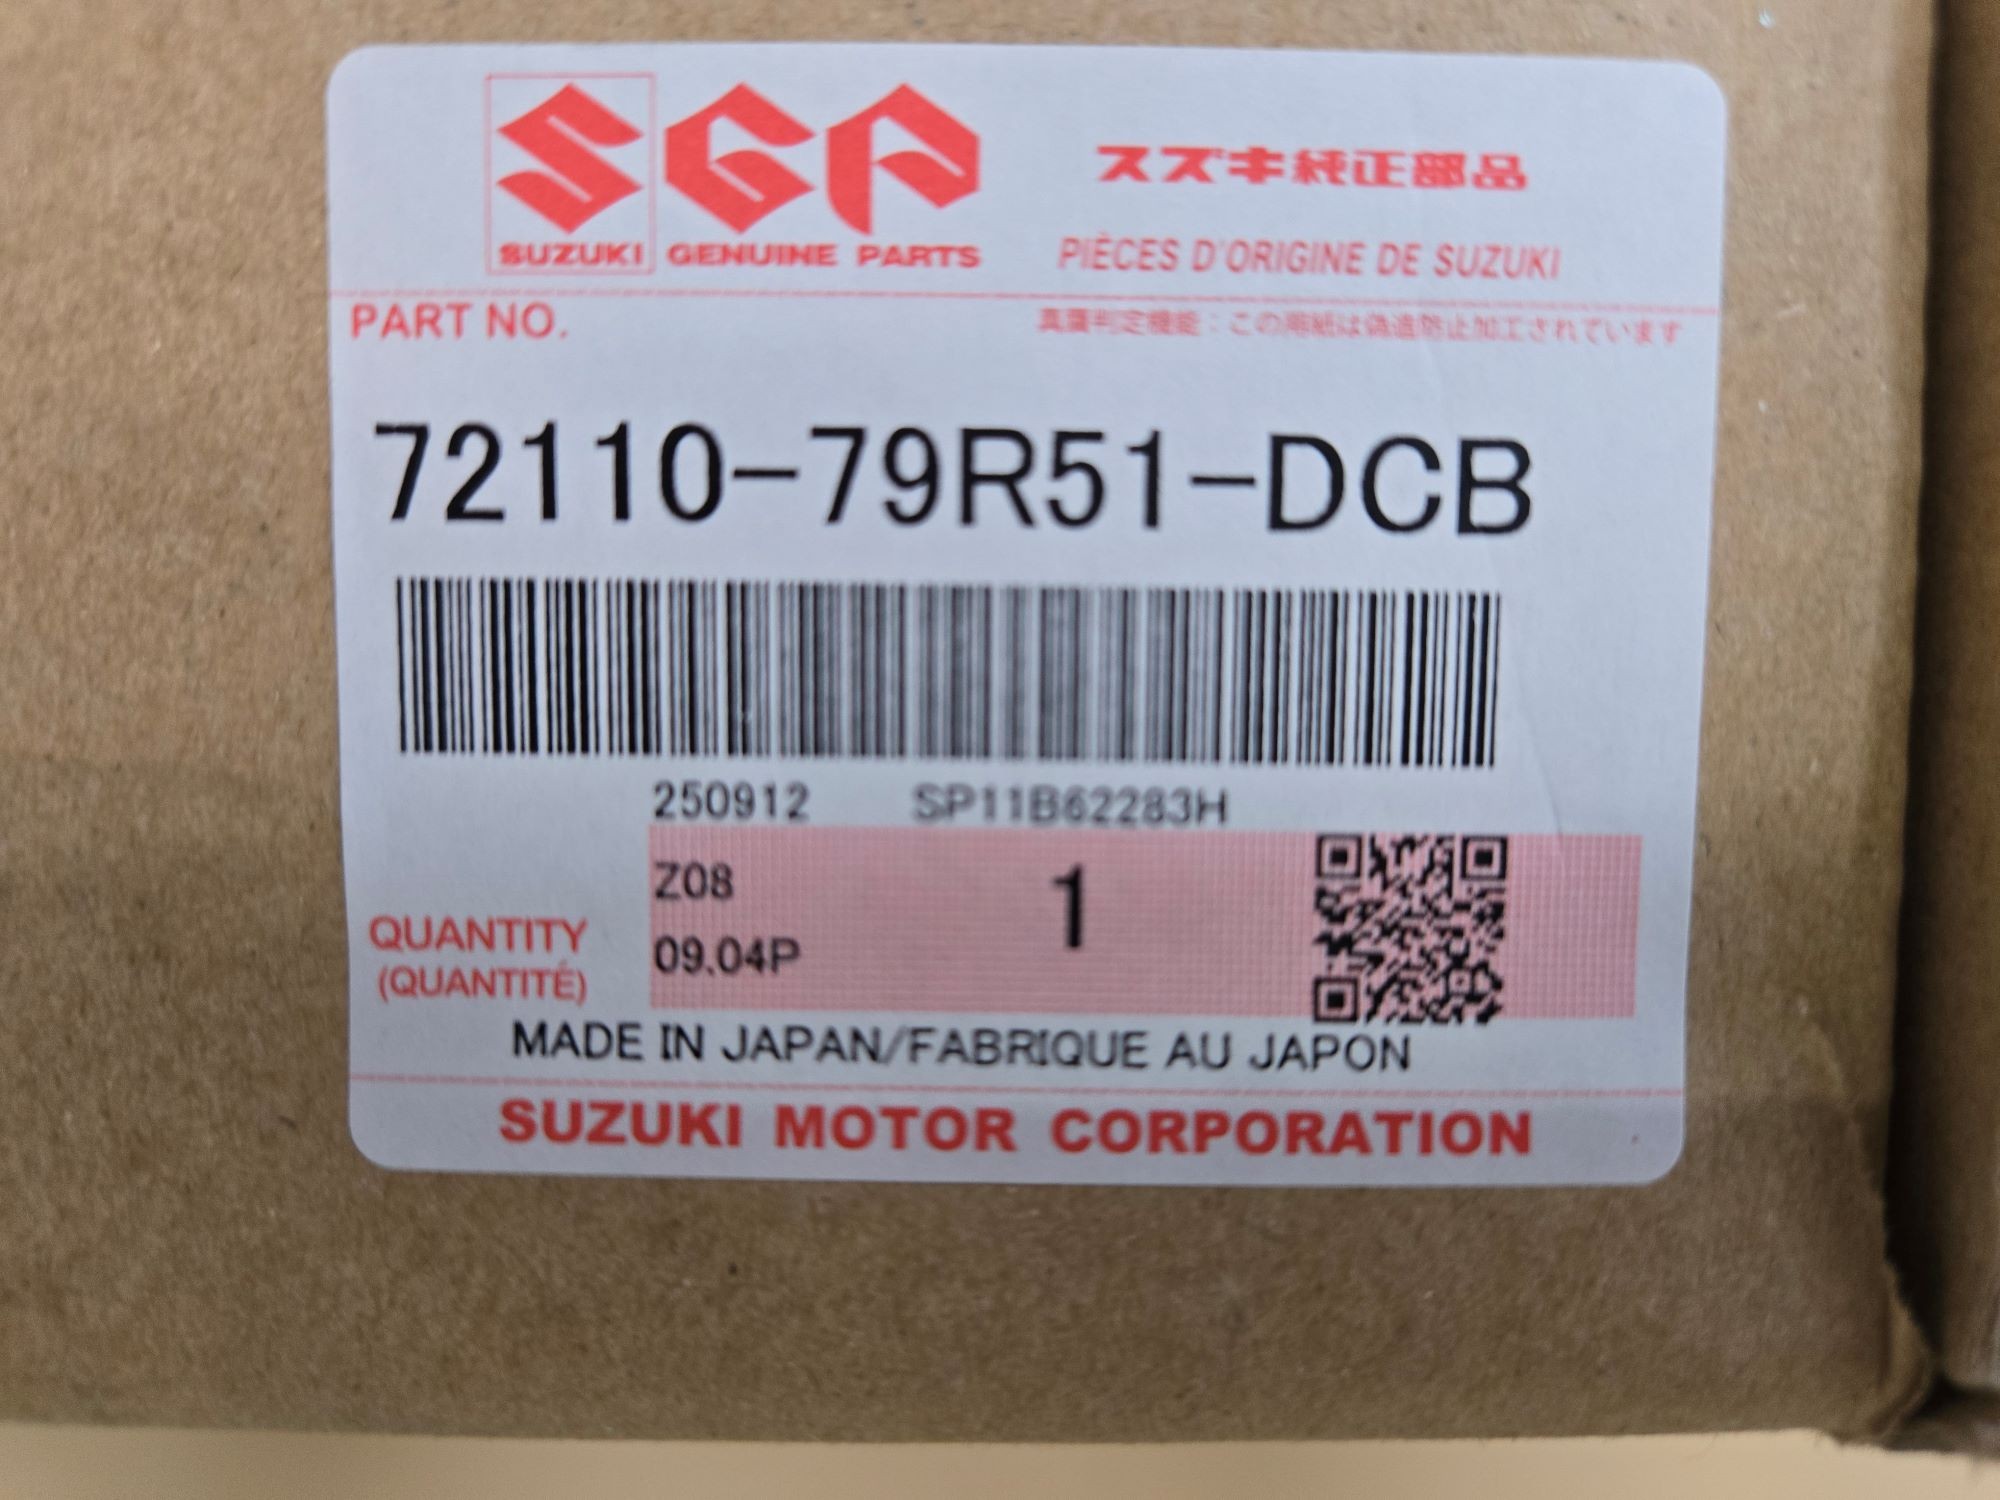 SGP
SUZUKI GENUINE PARTS
スズキ純正部品
PIÈCES D'ORIGINE DE SUZUKI
PART NO.
真贋判定機能：この用紙は偽造防止加工されています
72110-79R51-DCB
250912 SP11B62283H
Z08
1
09.04P
QUANTITY
(QUANTITÉ)
MADE IN JAPAN/FABRIQUE AU JAPON
SUZUKI MOTOR CORPORATION